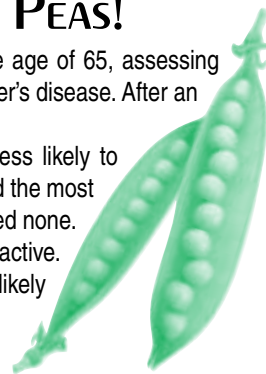 PEAS!
e age of 65, assessing
er's disease. After an
ess likely to
d the most
ed none.
active.
likely